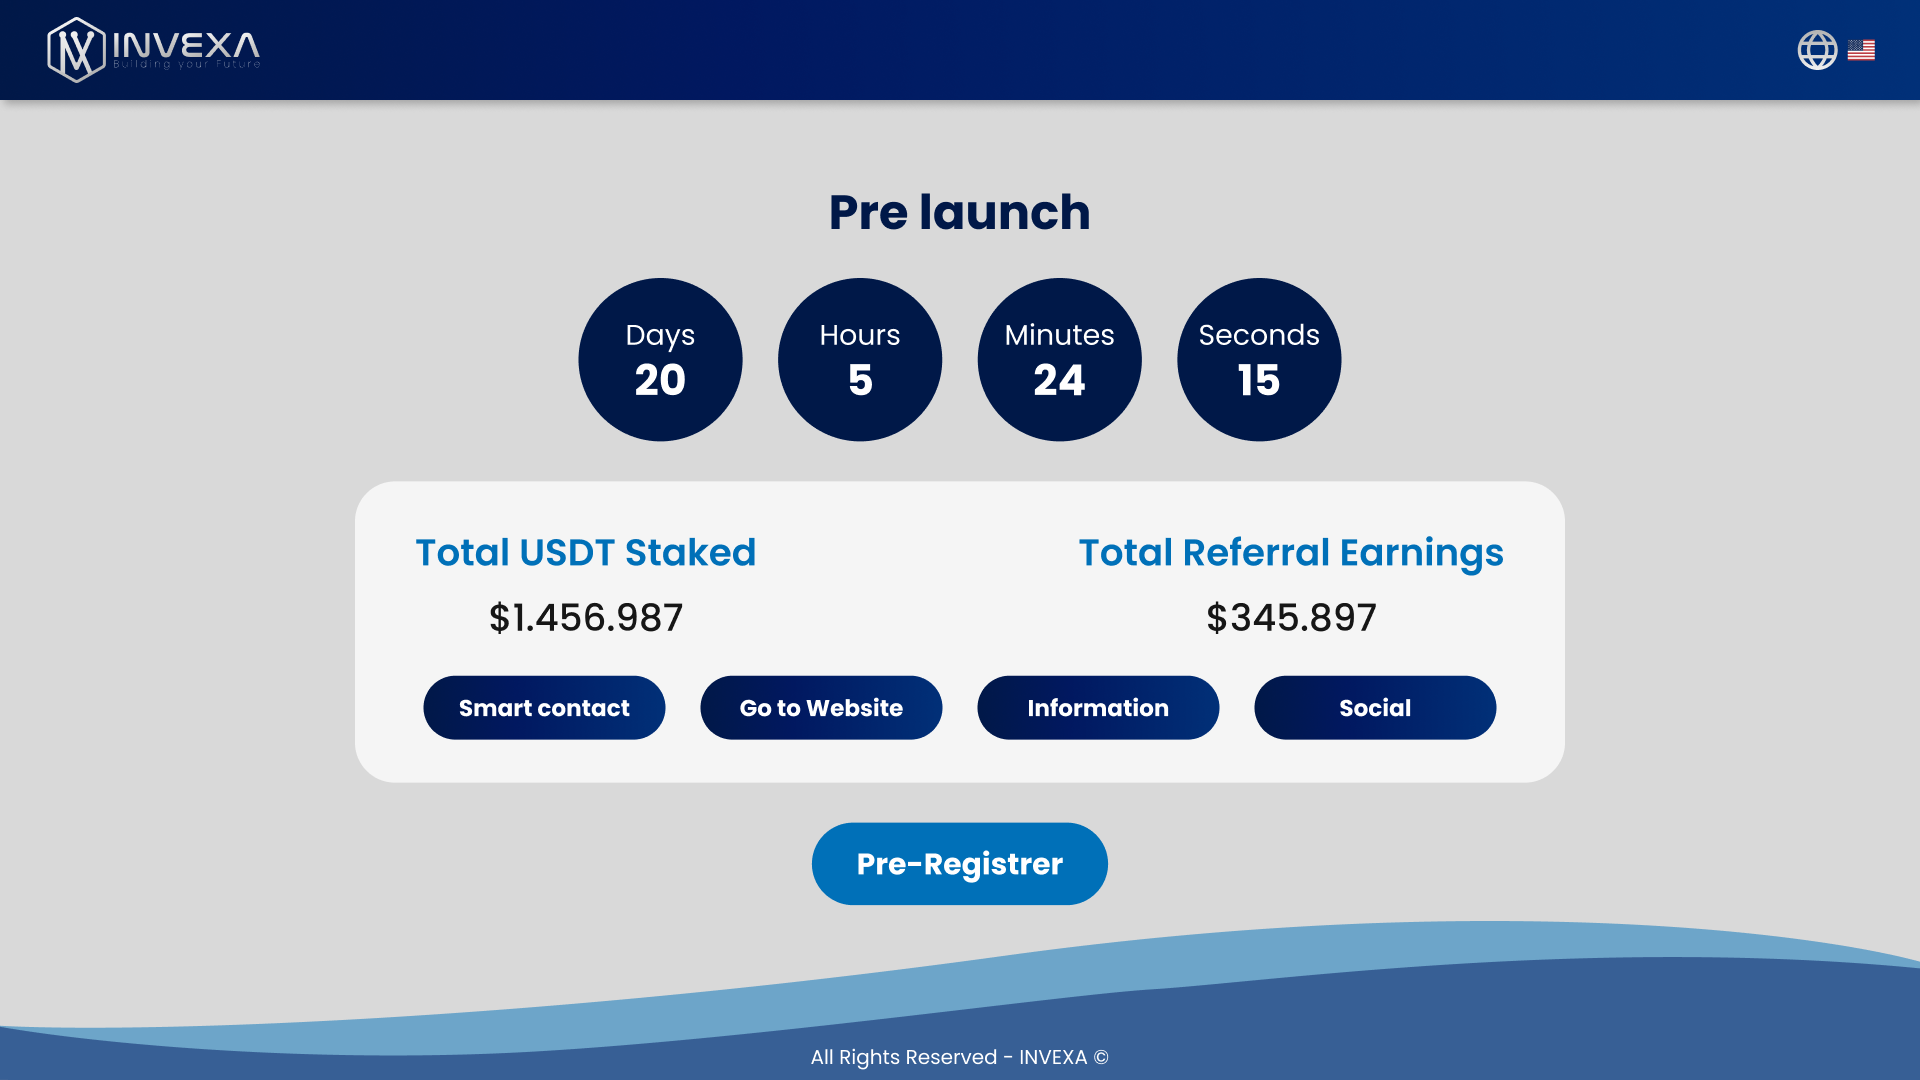 INVEXA
Building your Future
Pre launch
Days
20
Hours
5
Minutes
24
Seconds
15
Total USDT Staked
$1.456.987
Total Referral Earnings
$345.897
Smart contact
Go to Website
Information
Social
Pre-Registrer
All Rights Reserved - INVEXA ©